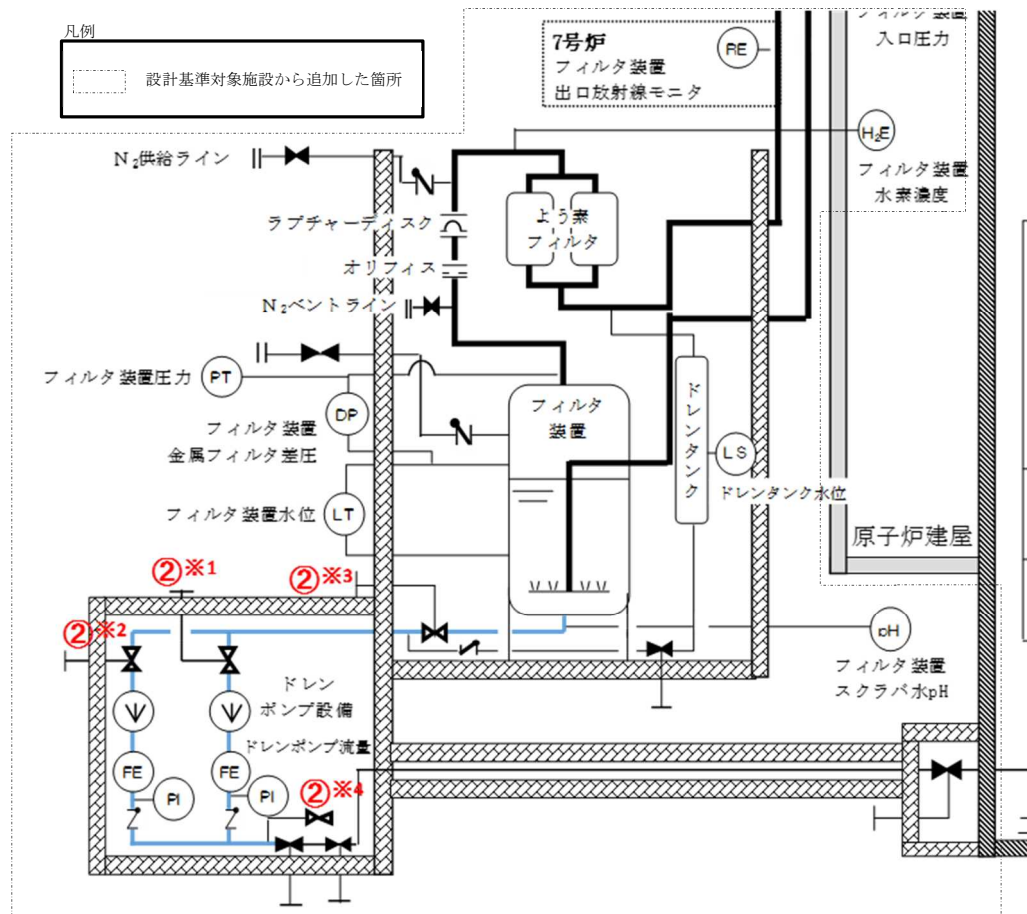 凡例
設計基準対象施設から追加した箇所
7号炉
フィルタ装置
出口放射線モニタ
RE
フィルタ装置
入口圧力
H₂E
フィルタ装置
水素濃度
N₂供給ライン
ラプチャーディスク
オリフィス
N₂ベントライン
よう素
フィルタ
フィルタ装置圧力
PT
DP
フィルタ装置
金属フィルタ差圧
フィルタ装置水位
LT
フィルタ
装置
ドレンタンク
LS
ドレンタンク水位
原子炉建屋
②※1
②※3
②※2
pH
フィルタ装置
スクラバ水pH
ドレン
ポンプ設備
ドレンポンプ流量
FE
FE
PI
PI
②※4